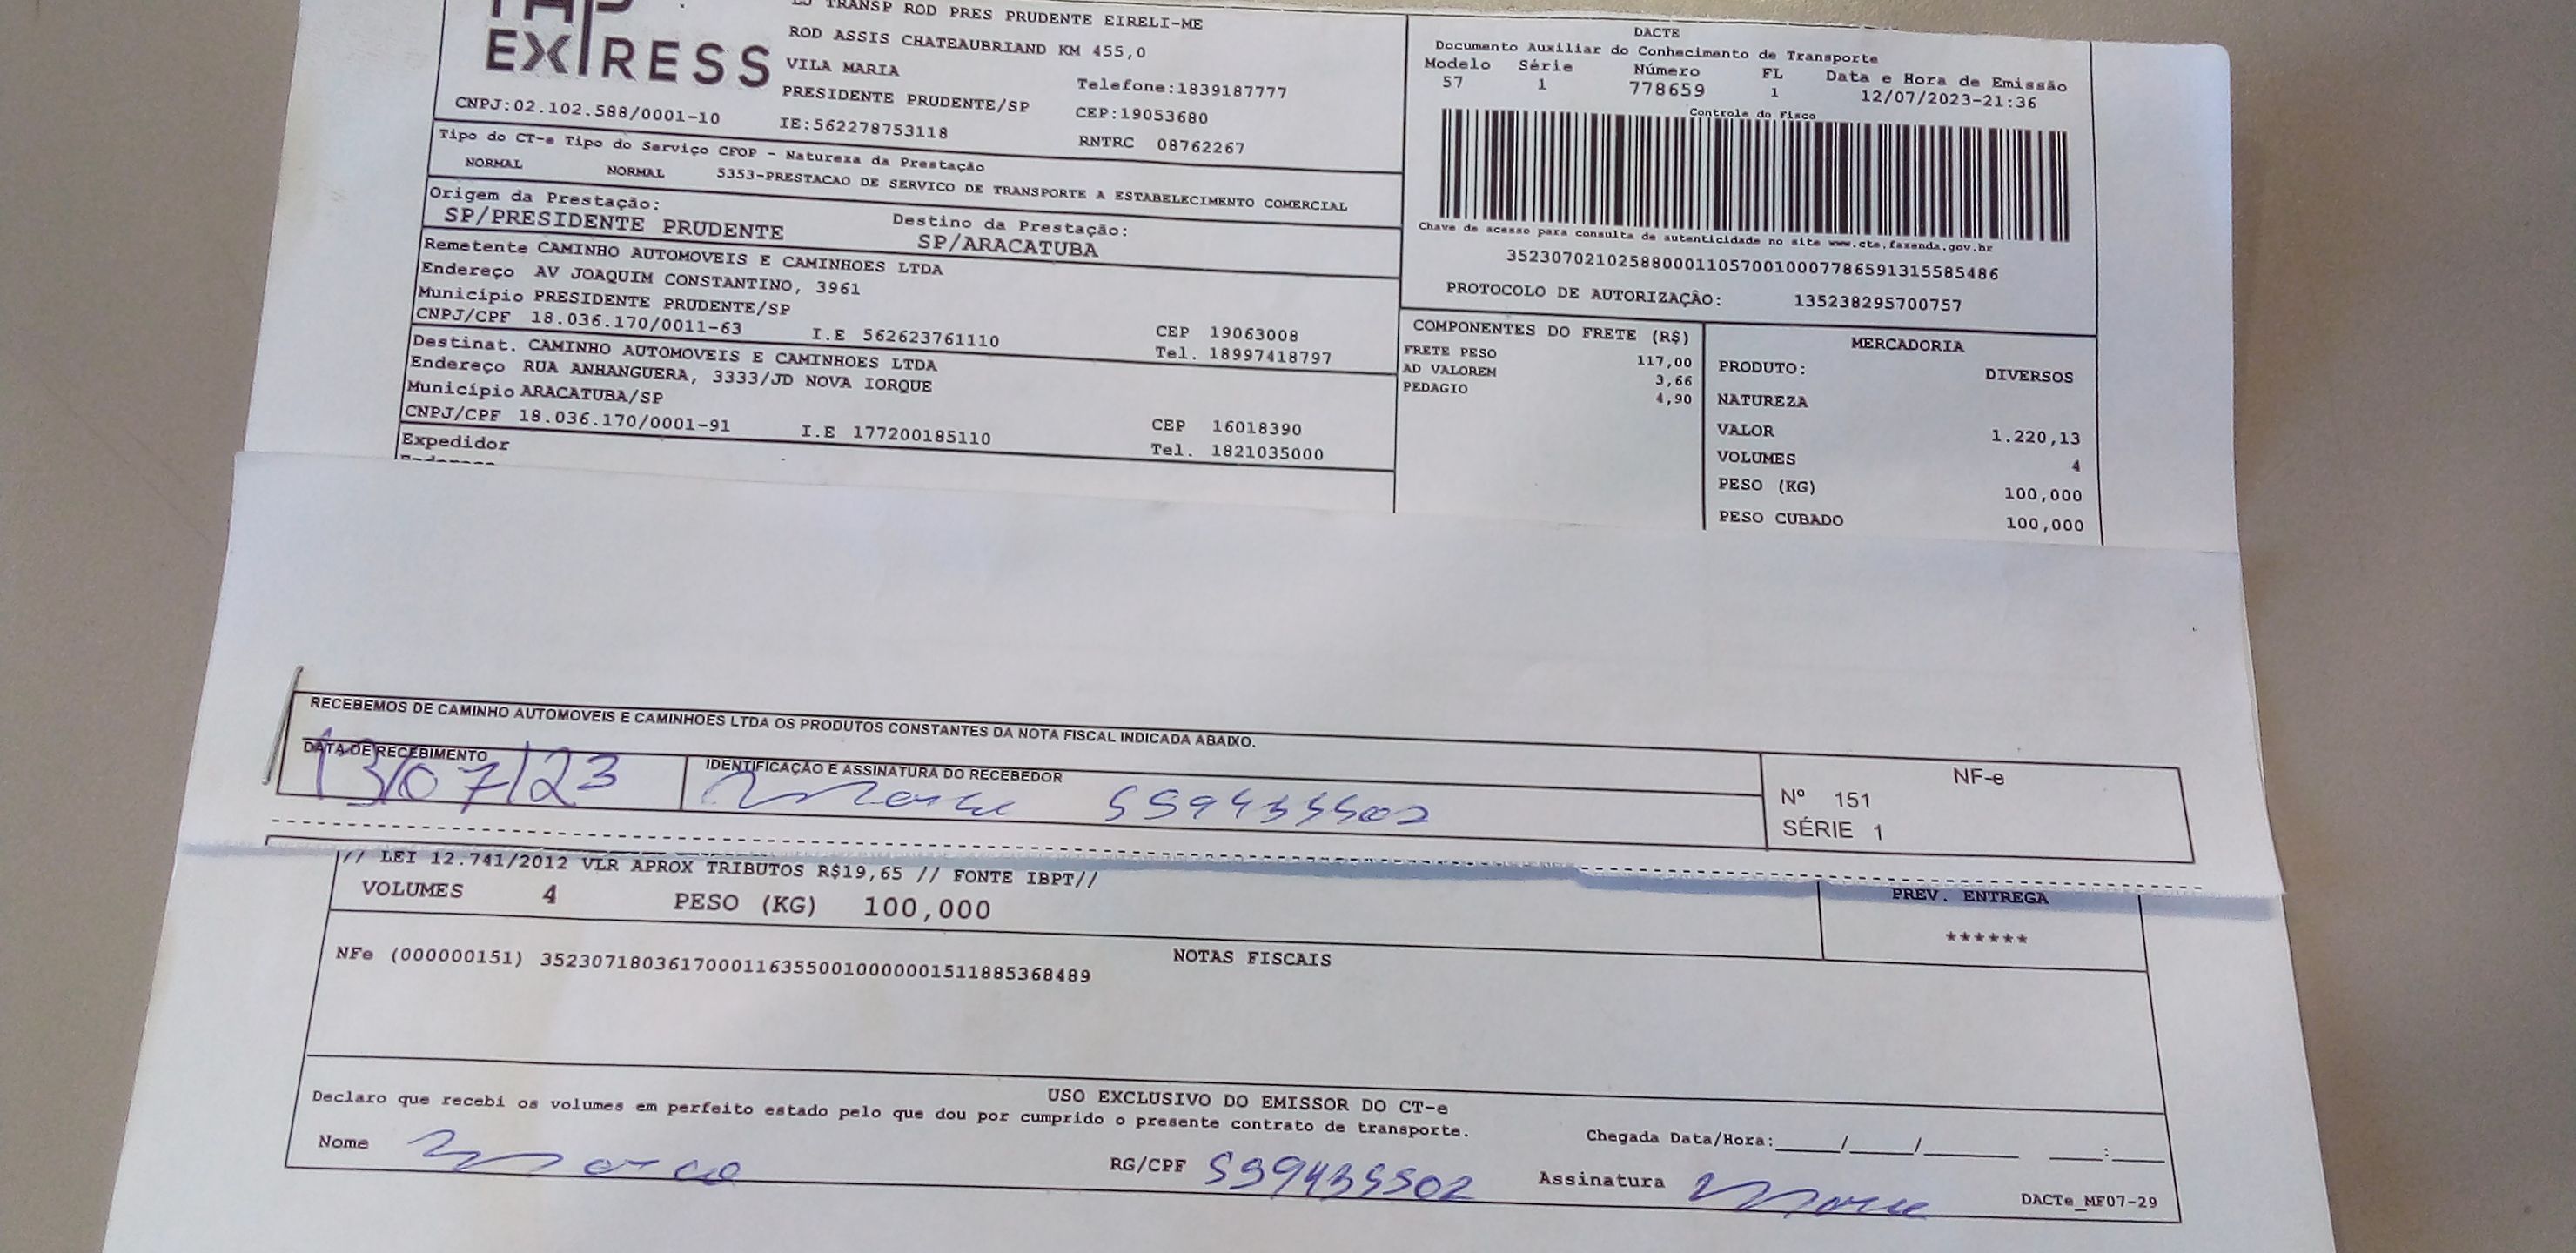 TAP
EXPRESS
TRANSP ROD PRES PRUDENTE EIRELI-ME
ROD ASSIS CHATEAUBRIAND KM 455,0
VILA MARIA
Telefone:1839187777
PRESIDENTE PRUDENTE/SP
CEP:19053680
CNPJ:02.102.588/0001-10
IE:562278753118
RNTRC 08762267
Tipo do CT-e Tipo do Serviço CFOP - Natureza da Prestação
NORMAL NORMAL 5353-PRESTACAO DE SERVICO DE TRANSPORTE A ESTABELECIMENTO COMERCIAL
Origem da Prestação: Destino da Prestação:
SP/PRESIDENTE PRUDENTE SP/ARACATUBA
Remetente CAMINHO AUTOMOVEIS E CAMINHOES LTDA
Endereço AV JOAQUIM CONSTANTINO, 3961
Município PRESIDENTE PRUDENTE/SP CEP 19063008
CNPJ/CPF 18.036.170/0011-63 I.E 562623761110 Tel. 18997418797
Destinat. CAMINHO AUTOMOVEIS E CAMINHOES LTDA
Endereço RUA ANHANGUERA, 3333/JD NOVA IORQUE
Município ARACATUBA/SP CEP 16018390
CNPJ/CPF 18.036.170/0001-91 I.E 177200185110 Tel. 1821035000
Expedidor
DACTE
Documento Auxiliar do Conhecimento de Transporte
Modelo Série Número FL Data e Hora de Emissão
57 1 778659 1 12/07/2023-21:36
Controle do Fisco
Chave de acesso para consulta de autenticidade no site www.cte.fazenda.gov.br
35230702102588000110570010007786591315585486
PROTOCOLO DE AUTORIZAÇÃO: 135238295700757
COMPONENTES DO FRETE (R$)
FRETE PESO 117,00
AD VALOREM 3,66
PEDAGIO 4,90
MERCADORIA
PRODUTO: DIVERSOS
NATUREZA
VALOR 1.220,13
VOLUMES 4
PESO (KG) 100,000
PESO CUBADO 100,000
RECEBEMOS DE CAMINHO AUTOMOVEIS E CAMINHOES LTDA OS PRODUTOS CONSTANTES DA NOTA FISCAL INDICADA ABAIXO.
DATA DE RECEBIMENTO IDENTIFICAÇÃO E ASSINATURA DO RECEBEDOR
13/07/23
NF-e
Nº 151
SÉRIE 1
// LEI 12.741/2012 VLR APROX TRIBUTOS R$19,65 // FONTE IBPT//
VOLUMES 4 PESO (KG) 100,000
PREV. ENTREGA
******
NOTAS FISCAIS
NFe (000000151) 35230718036170001163550010000001511885368489
USO EXCLUSIVO DO EMISSOR DO CT-e
Declaro que recebi os volumes em perfeito estado pelo que dou por cumprido o presente contrato de transporte.
Chegada Data/Hora:_____/_____/_______ ____:____
Nome RG/CPF Assinatura
DACTe_MF07-29